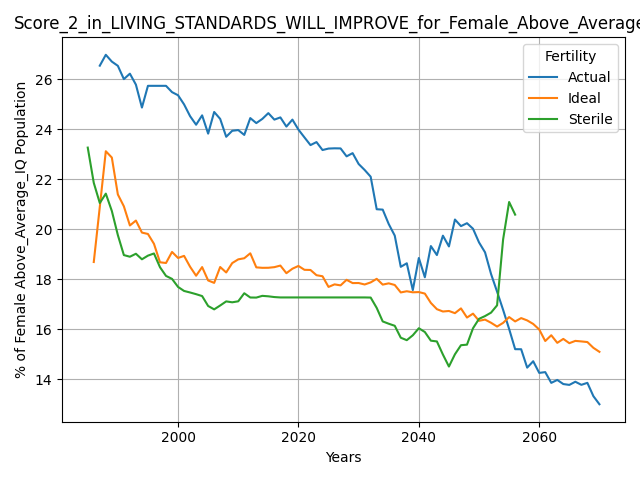 Score_2_in_LIVING_STANDARDS_WILL_IMPROVE_for_Female_Above_Average
Fertility
Actual
Ideal
Sterile
% of Female Above_Average_IQ Population
26
24
22
20
18
16
14
2000 2020 2040 2060
Years